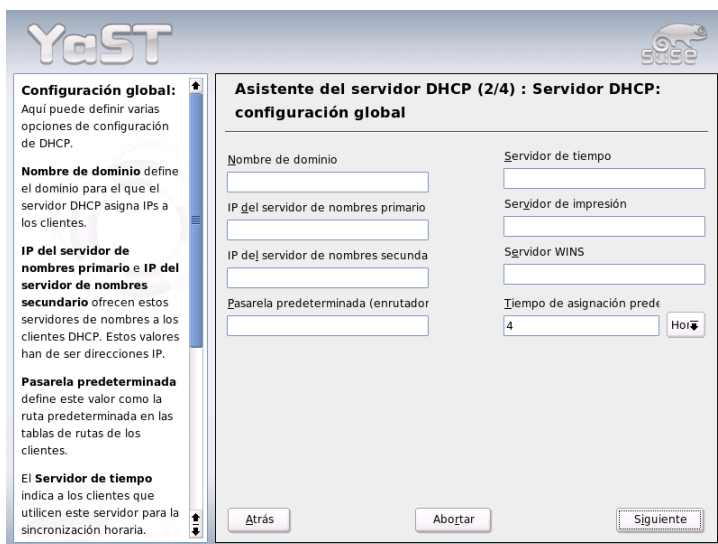 YaST
SUSE
Configuración global:
Aquí puede definir varias
opciones de configuración
de DHCP.
Nombre de dominio define
el dominio para el que el
servidor DHCP asigna IPs a
los clientes.
IP del servidor de
nombres primario e IP del
servidor de nombres
secundario ofrecen estos
servidores de nombres a los
clientes DHCP. Estos valores
han de ser direcciones IP.
Pasarela predeterminada
define este valor como la
ruta predeterminada en las
tablas de rutas de los
clientes.
El Servidor de tiempo
indica a los clientes que
utilicen este servidor para la
sincronización horaria.
Asistente del servidor DHCP (2/4) : Servidor DHCP:
configuración global
Nombre de dominio
IP del servidor de nombres primario
IP del servidor de nombres secunda
Pasarela predeterminada (enrutador
Servidor de tiempo
Servidor de impresión
Servidor WINS
Tiempo de asignación prede
4
Hor
Atrás
Abortar
Siguiente